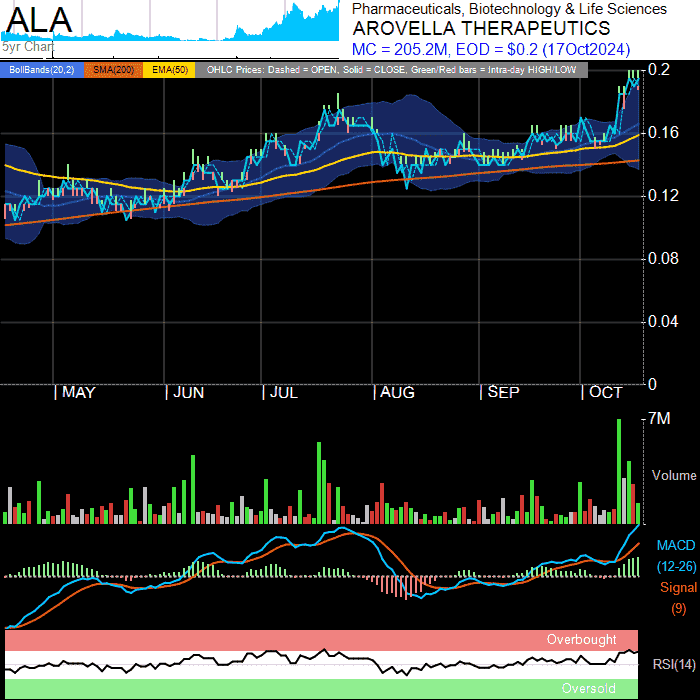 ALA
5yr Chart
Pharmaceuticals, Biotechnology & Life Sciences
AROVELLA THERAPEUTICS
MC = 205.2M, EOD = $0.2 (17Oct2024)
BollBands(20,2) SMA(200) EMA(50) OHLC Prices: Dashed = OPEN, Solid = CLOSE, Green/Red bars = Intra-day HIGH/LOW
0.2
0.16
0.12
0.08
0.04
0
MAY JUN JUL AUG SEP OCT
7M
Volume
MACD
(12-26)
Signal
(9)
Overbought
RSI(14)
Oversold